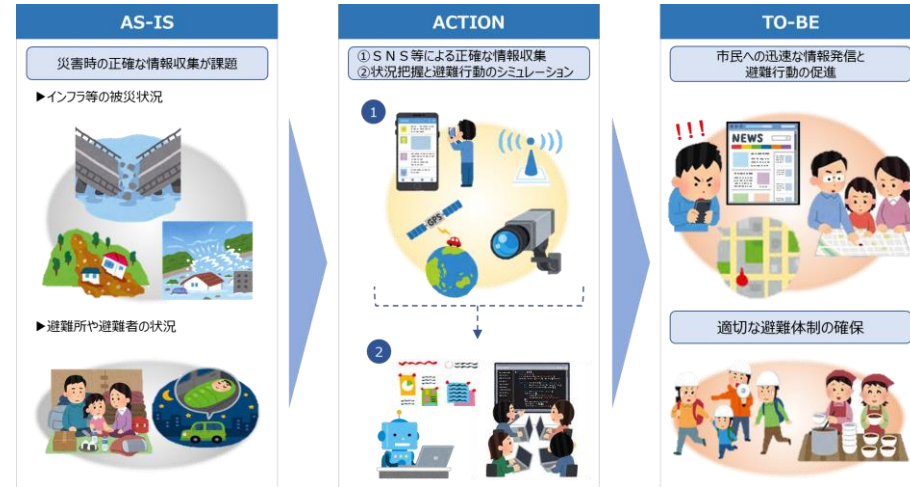 AS-IS
災害時の正確な情報収集が課題
▶インフラ等の被災状況
▶避難所や避難者の状況
ACTION
①ＳＮＳ等による正確な情報収集
②状況把握と避難行動のシミュレーション
1
GPS
2
TO-BE
市民への迅速な情報発信と
避難行動の促進
!!!
NEWS
適切な避難体制の確保